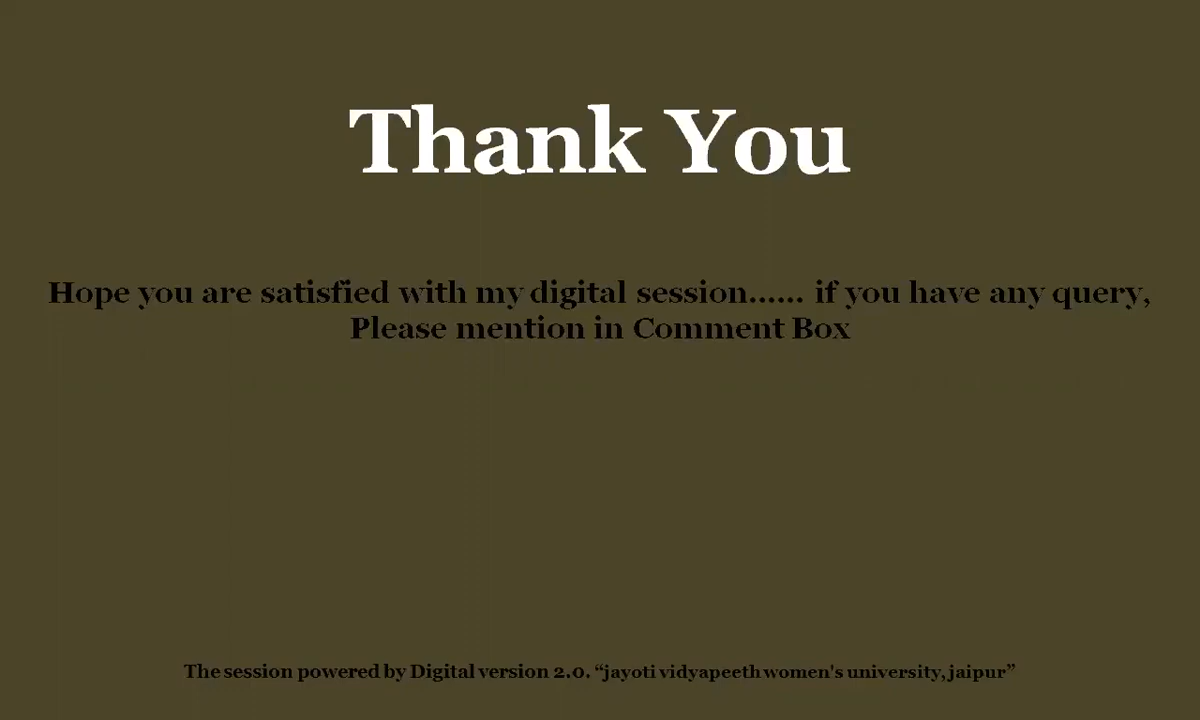 Thank You
Hope you are satisfied with my digital session...... if you have any query,
Please mention in Comment Box
The session powered by Digital version 2.0. “jayoti vidyapeeth women's university, jaipur”